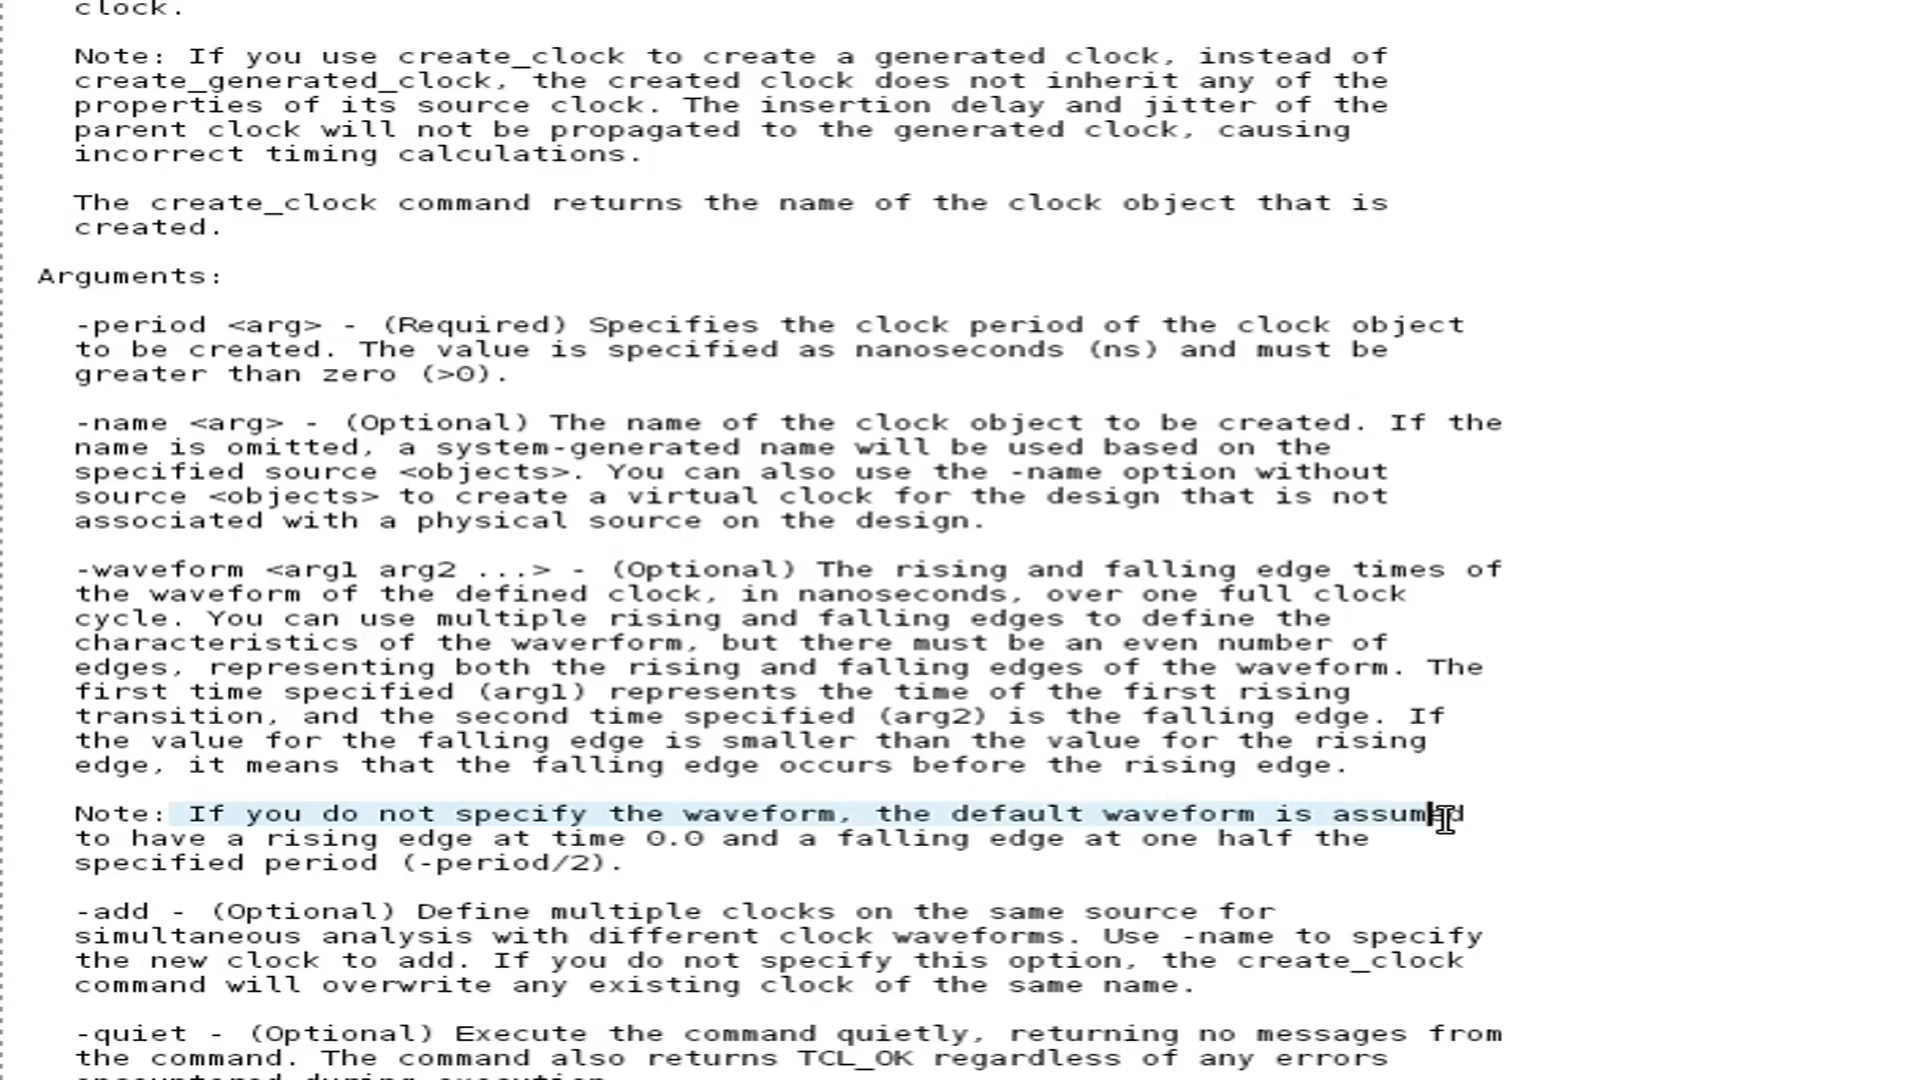 clock.
Note: If you use create_clock to create a generated clock, instead of
create_generated_clock, the created clock does not inherit any of the
properties of its source clock. The insertion delay and jitter of the
parent clock will not be propagated to the generated clock, causing
incorrect timing calculations.
The create_clock command returns the name of the clock object that is
created.
Arguments:
-period <arg> - (Required) Specifies the clock period of the clock object
to be created. The value is specified as nanoseconds (ns) and must be
greater than zero (>0).
-name <arg> - (Optional) The name of the clock object to be created. If the
name is omitted, a system-generated name will be used based on the
specified source <objects>. You can also use the -name option without
source <objects> to create a virtual clock for the design that is not
associated with a physical source on the design.
-waveform <arg1 arg2 ...> - (Optional) The rising and falling edge times of
the waveform of the defined clock, in nanoseconds, over one full clock
cycle. You can use multiple rising and falling edges to define the
characteristics of the waverform, but there must be an even number of
edges, representing both the rising and falling edges of the waveform. The
first time specified (arg1) represents the time of the first rising
transition, and the second time specified (arg2) is the falling edge. If
the value for the falling edge is smaller than the value for the rising
edge, it means that the falling edge occurs before the rising edge.
Note: If you do not specify the waveform, the default waveform is assumed
to have a rising edge at time 0.0 and a falling edge at one half the
specified period (-period/2).
-add - (Optional) Define multiple clocks on the same source for
simultaneous analysis with different clock waveforms. Use -name to specify
the new clock to add. If you do not specify this option, the create_clock
command will overwrite any existing clock of the same name.
-quiet - (Optional) Execute the command quietly, returning no messages from
the command. The command also returns TCL_OK regardless of any errors
encountered during execution.